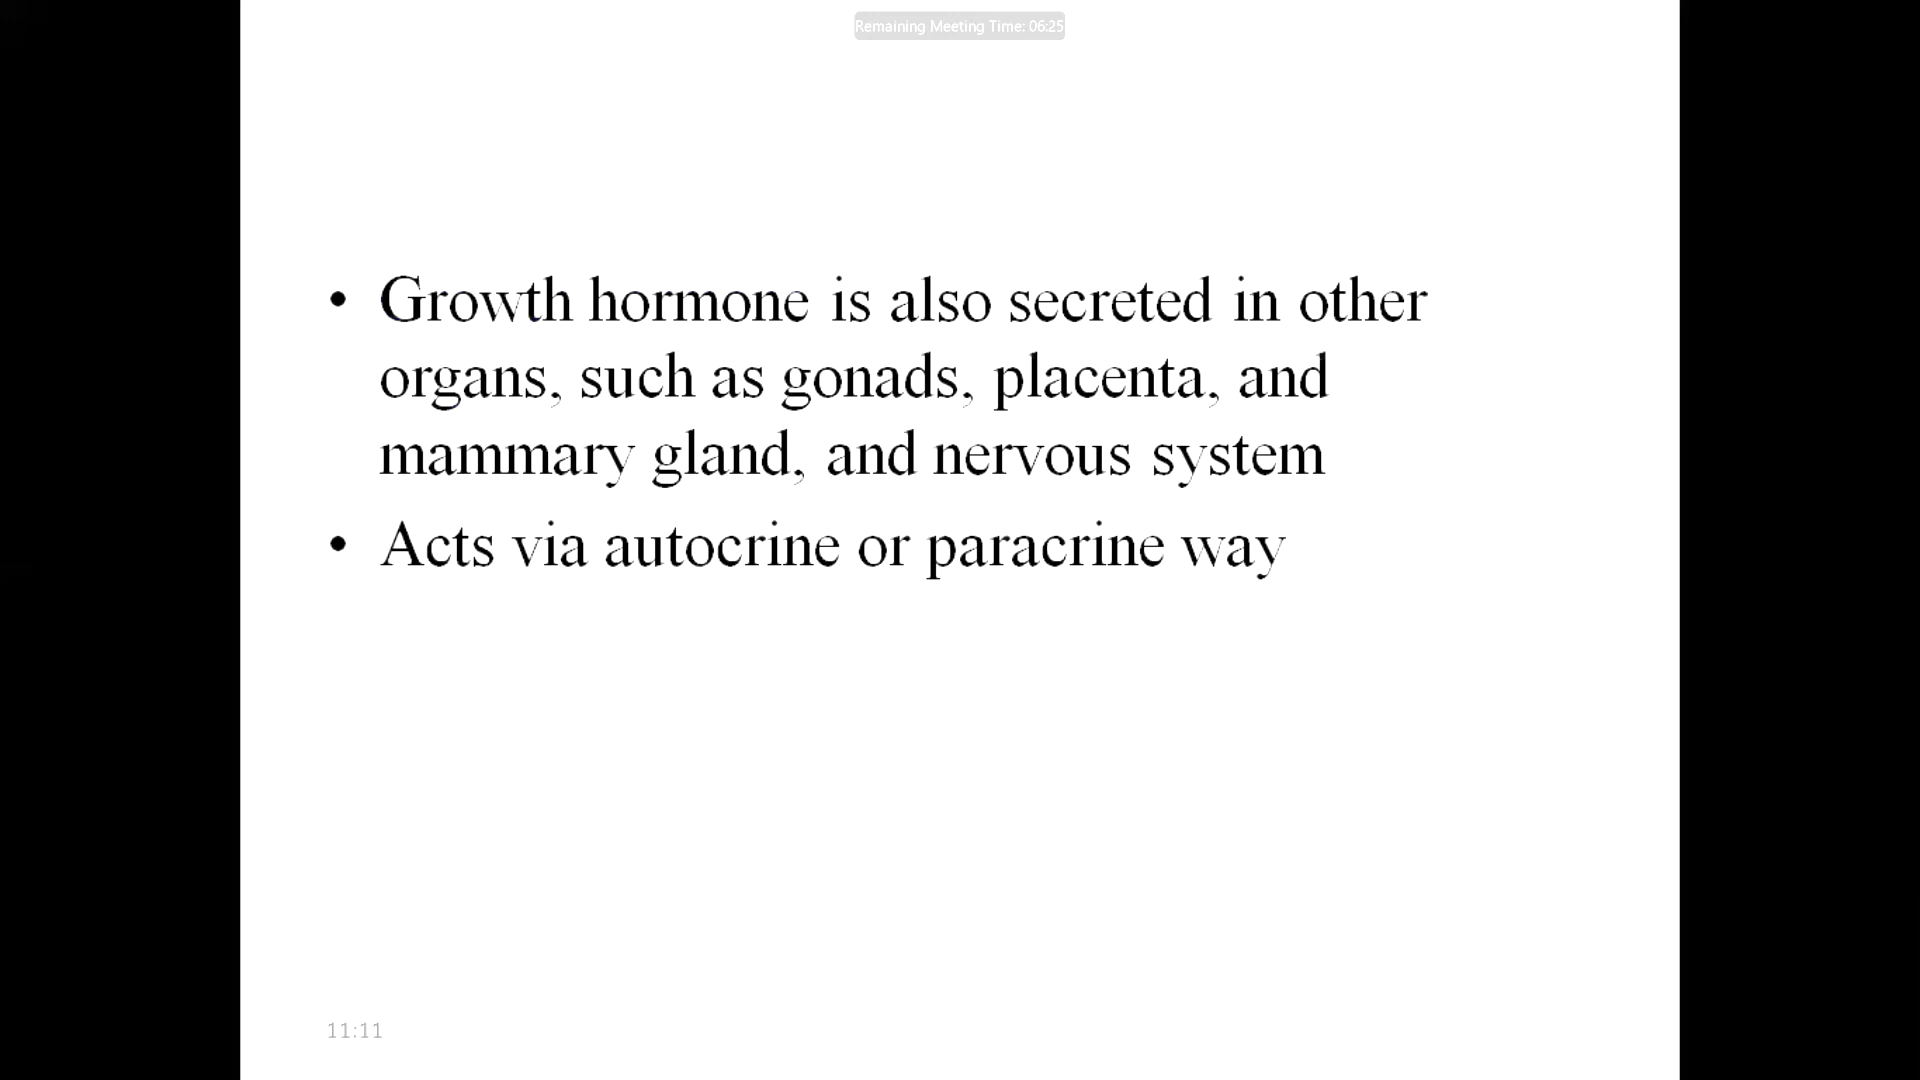 Remaining Meeting Time: 06:25
• Growth hormone is also secreted in other
organs, such as gonads, placenta, and
mammary gland, and nervous system
• Acts via autocrine or paracrine way
11:11